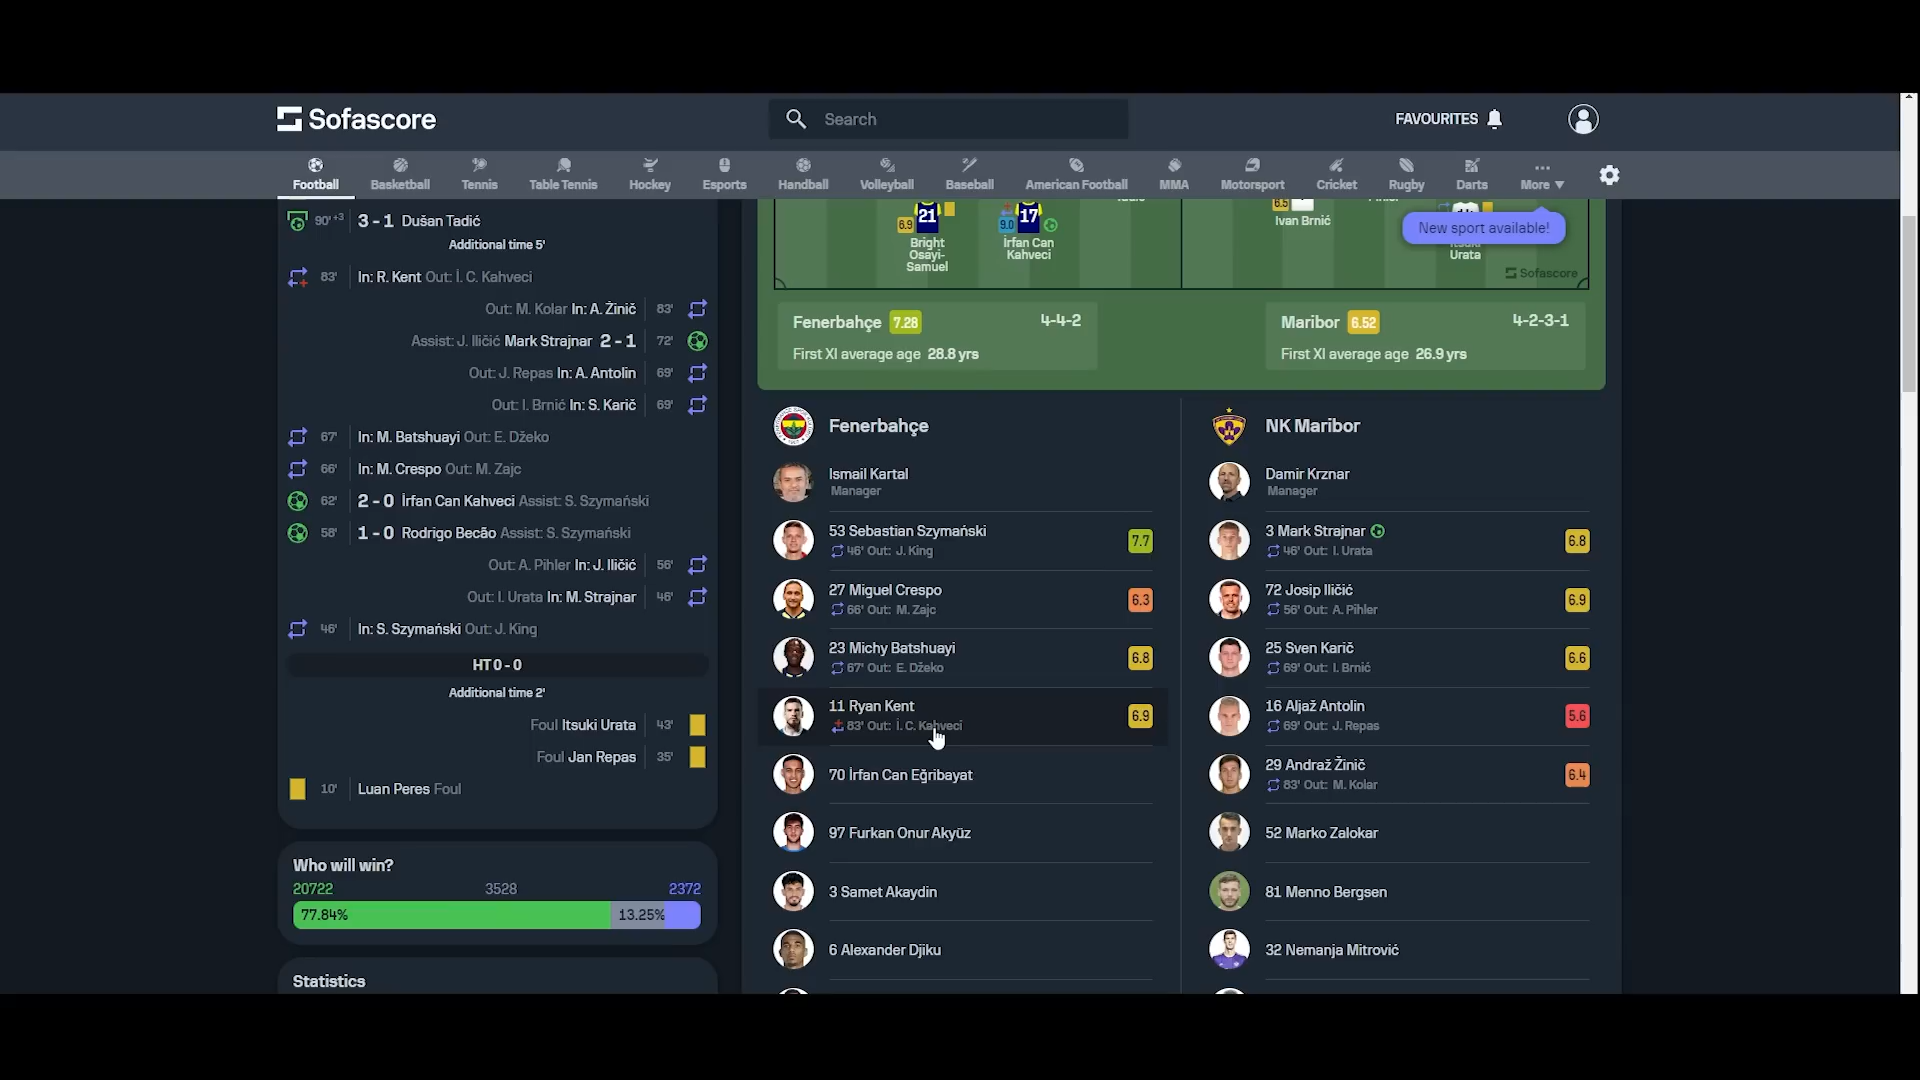 Sofascore
Search
FAVOURITES
Football
Basketball
Tennis
Table Tennis
Hockey
Esports
Handball
Volleyball
Baseball
American Football
MMA
Motorsport
Cricket
Rugby
Darts
More
90'+3 3 - 1 Dušan Tadić
Additional time 5'
83' In: R. Kent Out: İ. C. Kahveci
Out: M. Kolar In: A. Žinič 83'
Assist: J. Iličić Mark Strajnar 2 - 1 72'
Out: J. Repas In: A. Antolin 69'
Out: I. Brnić In: S. Karič 69'
67' In: M. Batshuayi Out: E. Džeko
66' In: M. Crespo Out: M. Zajc
62' 2 - 0 İrfan Can Kahveci Assist: S. Szymański
58' 1 - 0 Rodrigo Becão Assist: S. Szymański
Out: A. Pihler In: J. Iličić 56'
Out: I. Urata In: M. Strajnar 46'
46' In: S. Szymański Out: J. King
HT 0 - 0
Additional time 2'
Foul Itsuki Urata 43'
Foul Jan Repas 35'
10' Luan Peres Foul
Who will win?
20722 3528 2372
77.84% 13.25%
Statistics
6.9 21
Bright
Osayi-
Samuel
9.0 17
İrfan Can
Kahveci
6.5
Ivan Brnić
New sport available!
Urata
Sofascore
Fenerbahçe 7.28 4-4-2
First XI average age 28.8 yrs
Maribor 6.52 4-2-3-1
First XI average age 26.9 yrs
Fenerbahçe
Ismail Kartal
Manager
53 Sebastian Szymański 7.7
46' Out: J. King
27 Miguel Crespo 6.3
66' Out: M. Zajc
23 Michy Batshuayi 6.8
67' Out: E. Džeko
11 Ryan Kent 6.9
83' Out: İ. C. Kahveci
70 İrfan Can Eğribayat
97 Furkan Onur Akyüz
3 Samet Akaydin
6 Alexander Djiku
NK Maribor
Damir Krznar
Manager
3 Mark Strajnar 6.8
46' Out: I. Urata
72 Josip Iličić 6.9
56' Out: A. Pihler
25 Sven Karič 6.6
69' Out: I. Brnić
16 Aljaž Antolin 5.6
69' Out: J. Repas
29 Andraž Žinič 6.4
83' Out: M. Kolar
52 Marko Zalokar
81 Menno Bergsen
32 Nemanja Mitrović